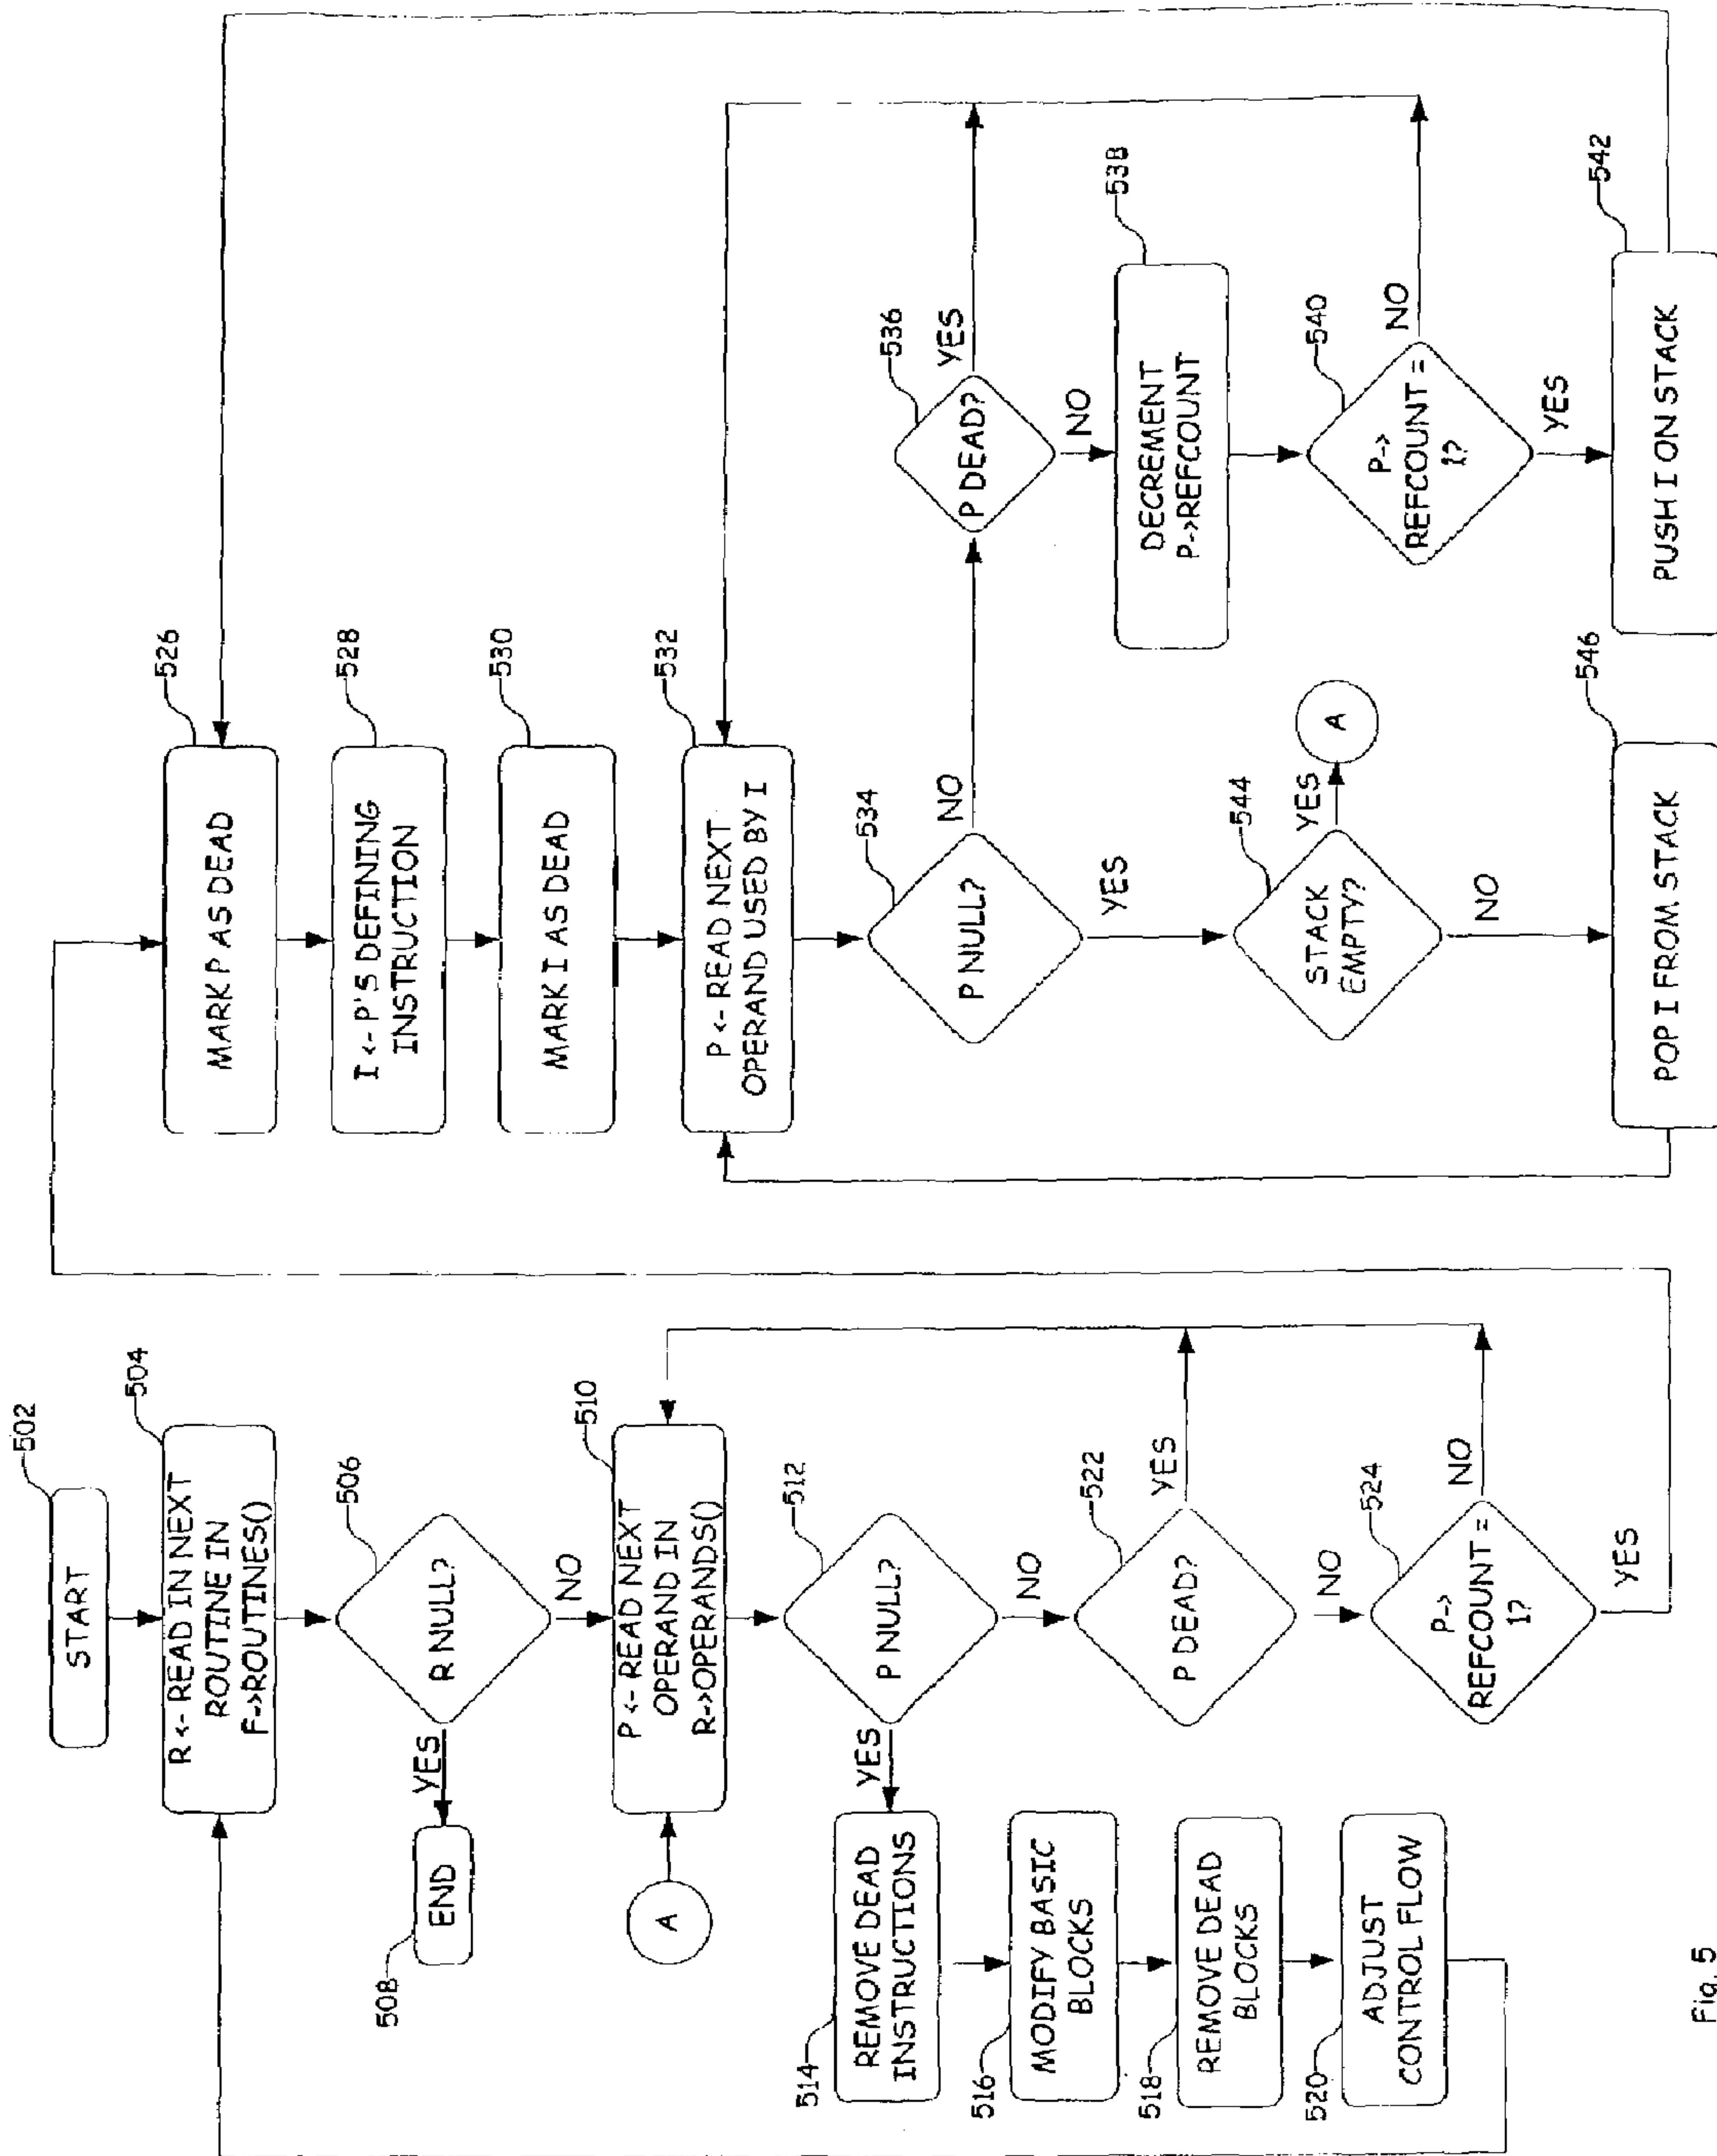 START
502
R <- READ IN NEXT
ROUTINE IN
F->ROUTINES()
504
R NULL?
506
YES
NO
END
508
P <- READ NEXT
OPERAND IN
R->OPERANDS()
510
A
P NULL?
512
YES
NO
REMOVE DEAD
INSTRUCTIONS
514
MODIFY BASIC
BLOCKS
516
REMOVE DEAD
BLOCKS
518
ADJUST
CONTROL FLOW
520
P DEAD?
522
YES
NO
P->
REFCOUNT =
1?
524
NO
YES
MARK P AS DEAD
526
I <- P'S DEFINING
INSTRUCTION
528
MARK I AS DEAD
530
P <- READ NEXT
OPERAND USED BY I
532
P NULL?
534
NO
YES
P DEAD?
536
YES
NO
DECREMENT
P->REFCOUNT
538
P->
REFCOUNT =
1?
540
NO
YES
PUSH I ON STACK
542
STACK
EMPTY?
544
YES
A
NO
POP I FROM STACK
546
Fig. 5